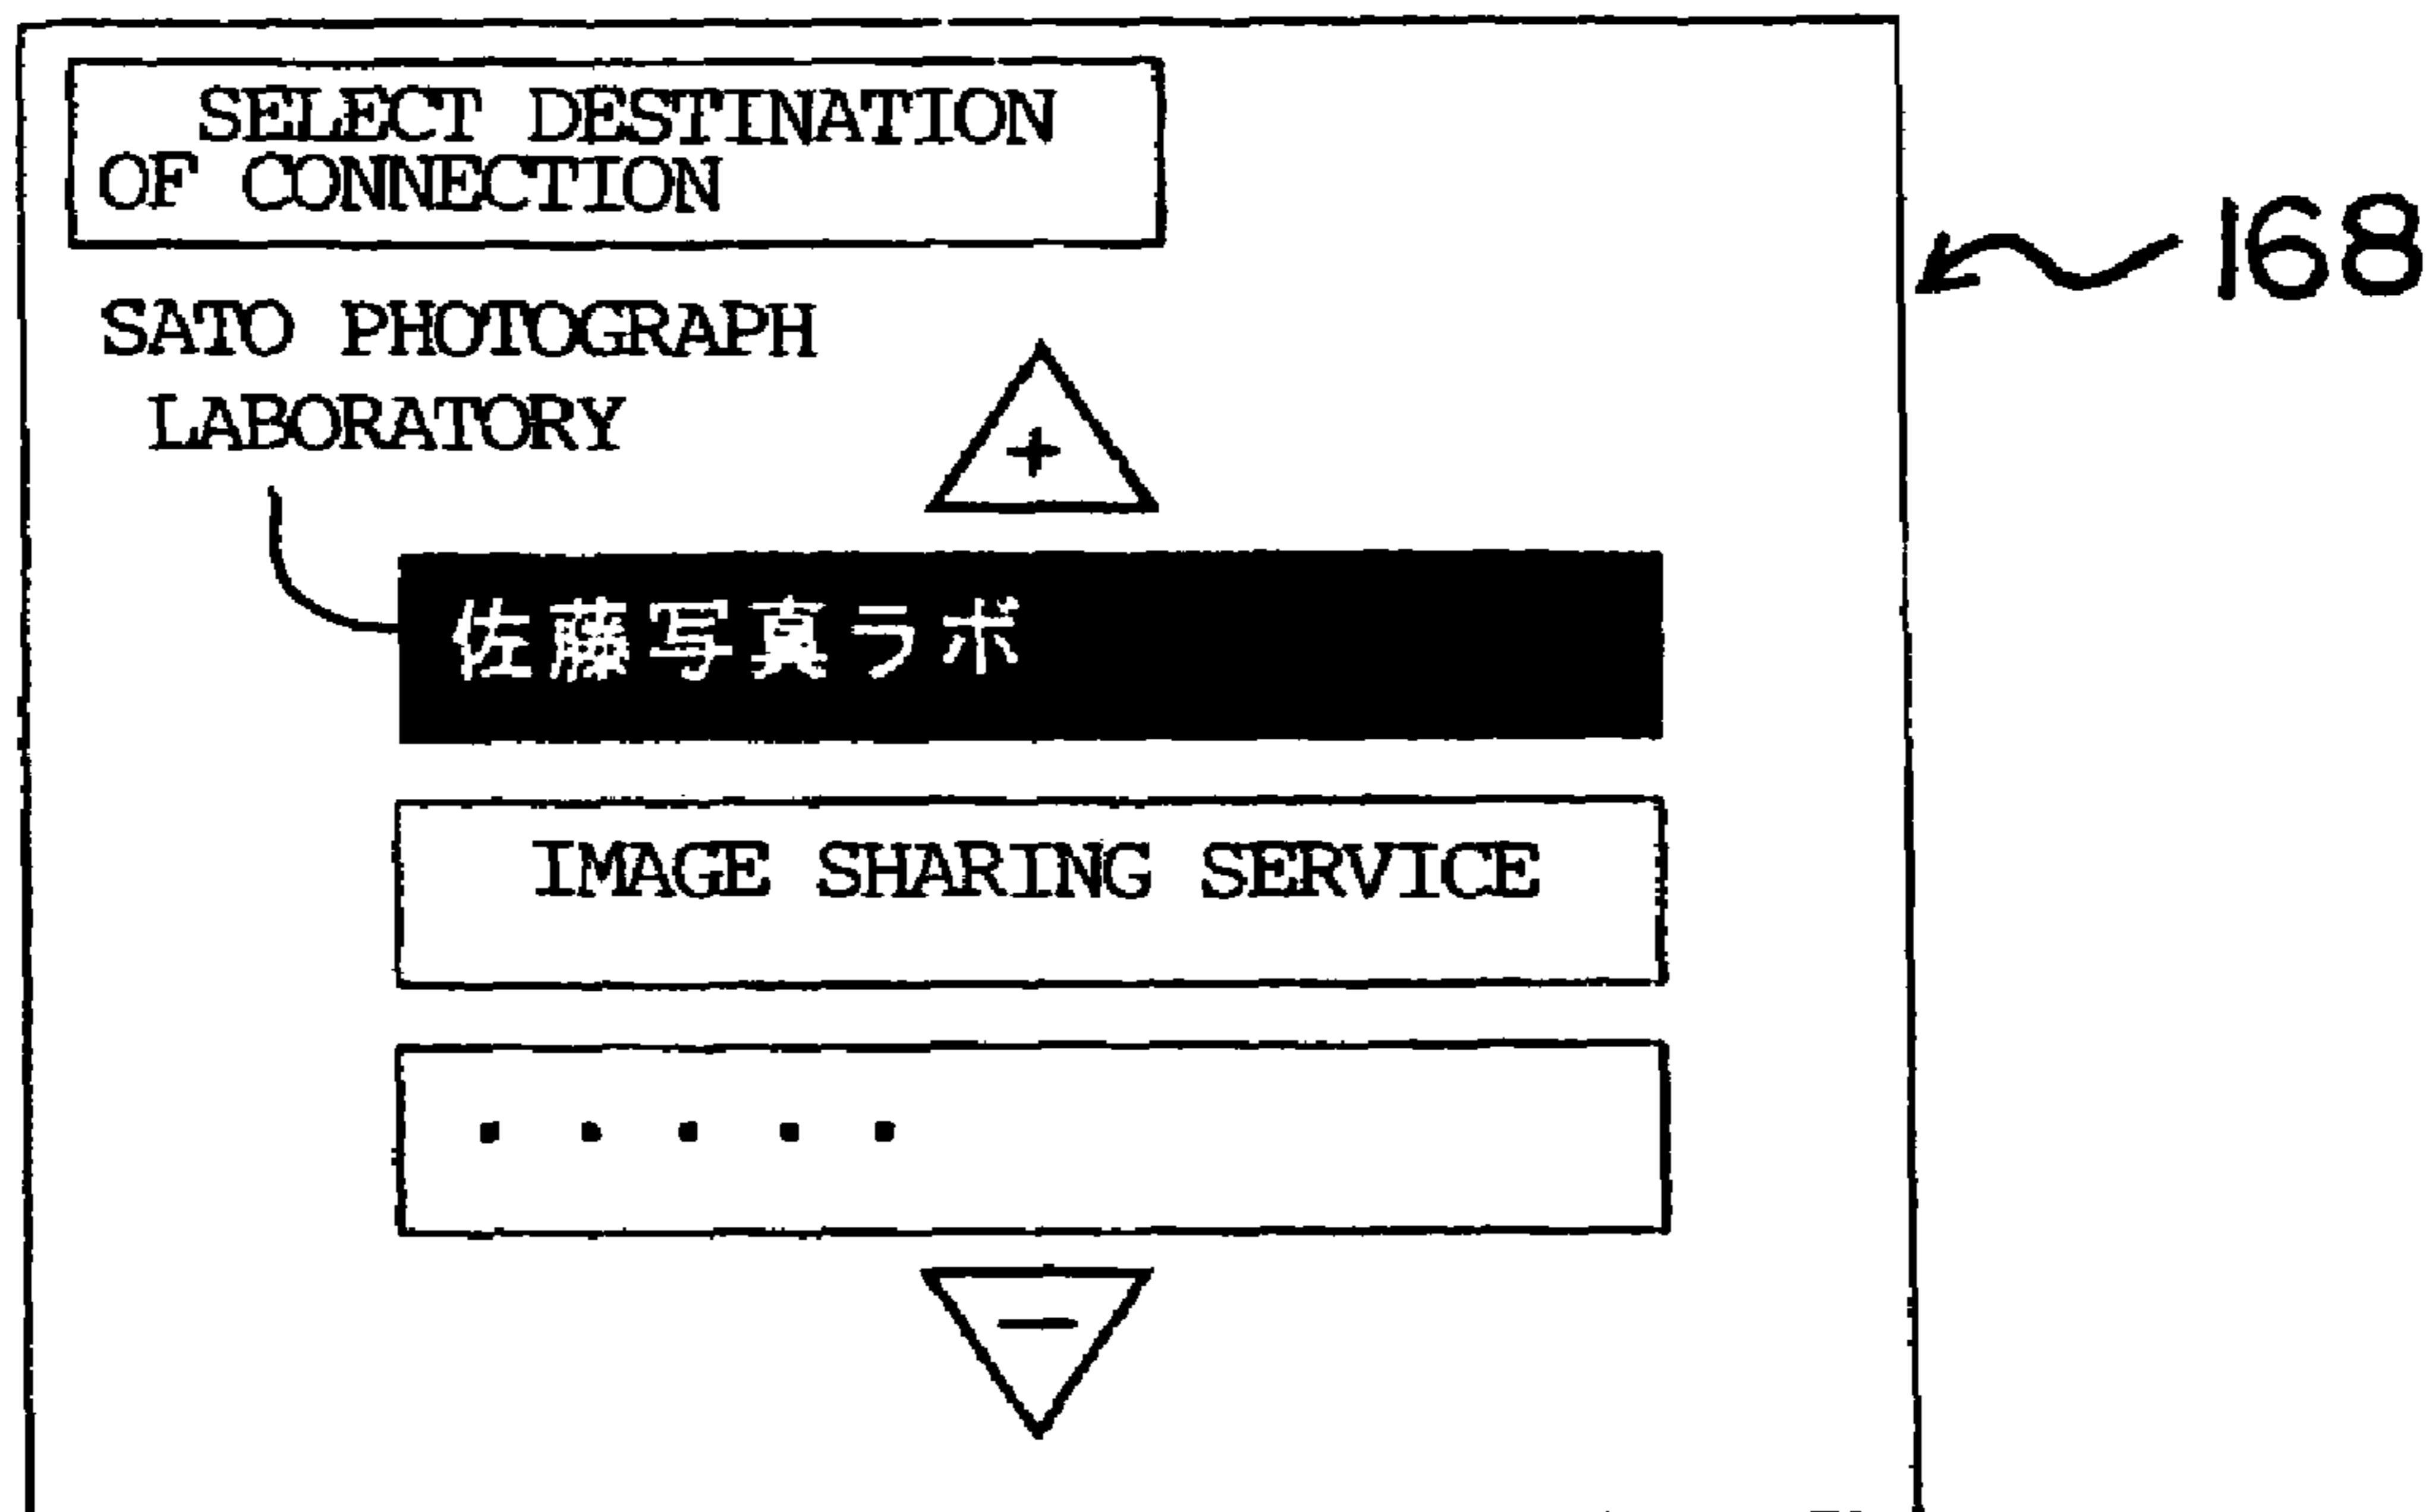 SELECT DESTINATION
OF CONNECTION
168
SATO PHOTOGRAPH
LABORATORY
+
佐藤写真ラボ
IMAGE SHARING SERVICE
・・・・・
−